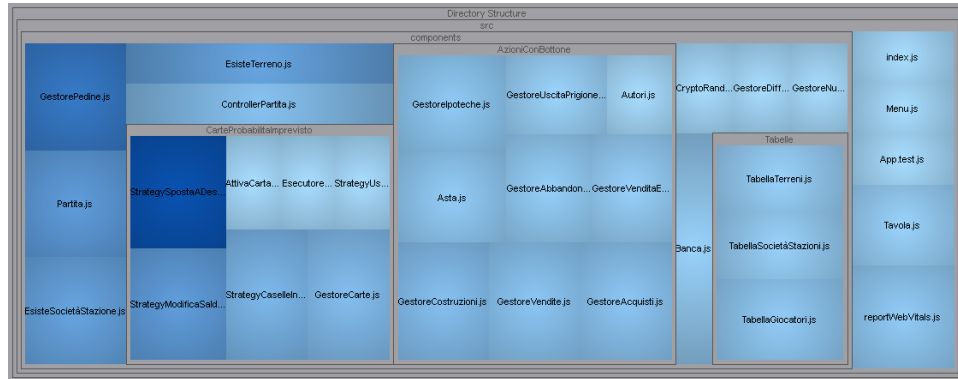 Directory Structure
src
components
GestorePedine.js
Partita.js
EsisteSocietàStazione.js
EsisteTerreno.js
ControllerPartita.js
CarteProbabilitaImprevisto
StrategySpostaADes...
StrategyModificaSald...
AttivaCarta...
Esecutore...
StrategyUs...
StrategyCaselleIn...
GestoreCarte.js
AzioniConBottone
GestoreIpoteche.js
GestoreUscitaPrigione...
Autori.js
Asta.js
GestoreAbbandon...
GestoreVenditaE...
GestoreCostruzioni.js
GestoreVendite.js
GestoreAcquisti.js
CryptoRand...
GestoreDiff...
GestoreNu...
Banca.js
Tabelle
TabellaTerreni.js
TabellaSocietàStazioni.js
TabellaGiocatori.js
index.js
Menu.js
App.test.js
Tavola.js
reportWebVitals.js